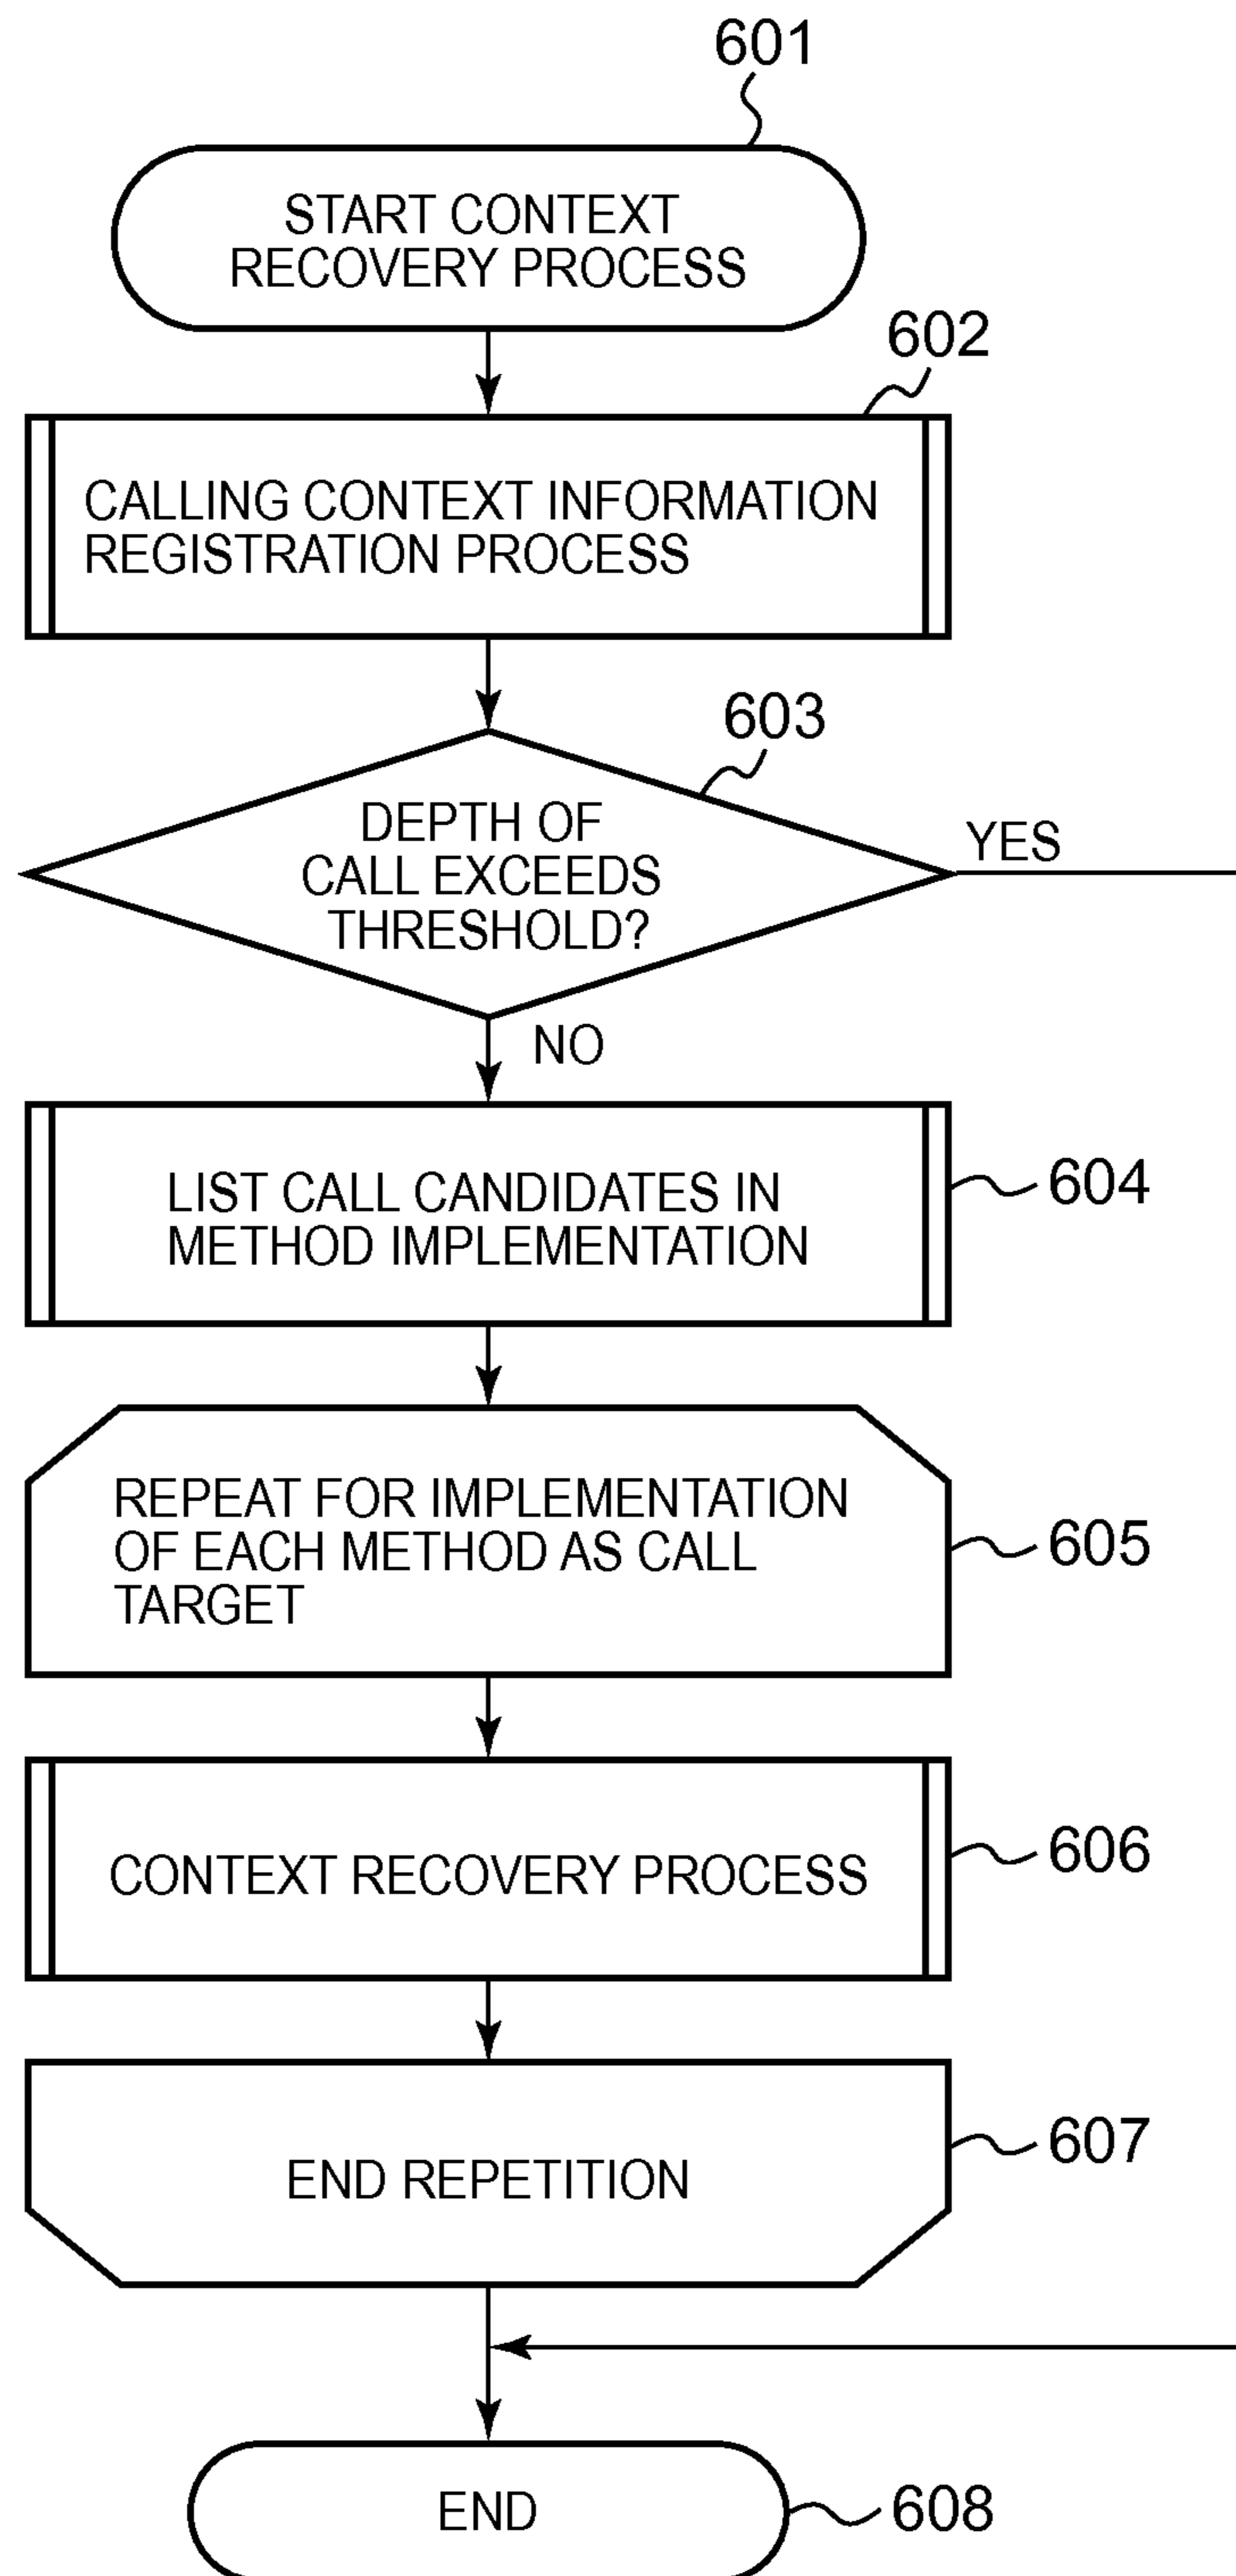 601
START CONTEXT
RECOVERY PROCESS
602
CALLING CONTEXT INFORMATION
REGISTRATION PROCESS
603
DEPTH OF
CALL EXCEEDS
THRESHOLD?
YES
NO
LIST CALL CANDIDATES IN
METHOD IMPLEMENTATION
604
REPEAT FOR IMPLEMENTATION
OF EACH METHOD AS CALL
TARGET
605
CONTEXT RECOVERY PROCESS
606
END REPETITION
607
END
608